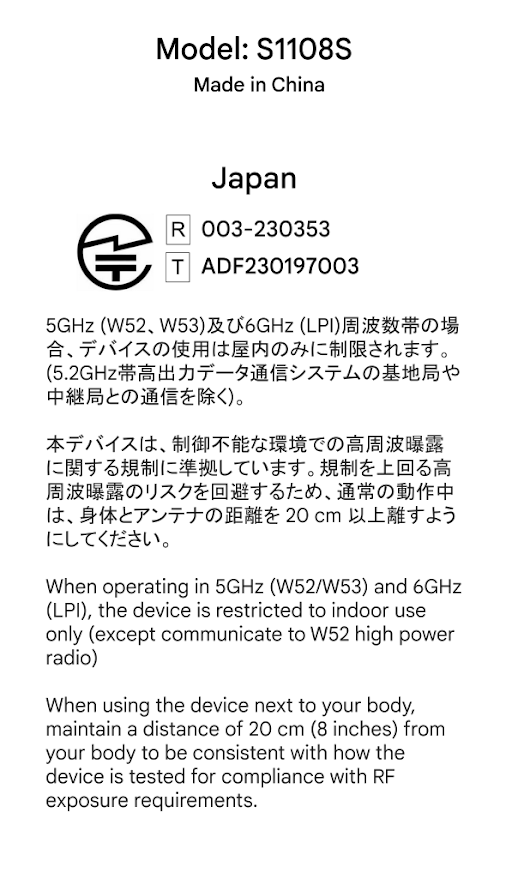 Model: S1108S
Made in China
Japan
R 003-230353
T ADF230197003
5GHz (W52、W53)及び6GHz (LPI)周波数帯の場
合、デバイスの使用は屋内のみに制限されます。
(5.2GHz帯高出力データ通信システムの基地局や
中継局との通信を除く)。
本デバイスは、制御不能な環境での高周波曝露
に関する規制に準拠しています。規制を上回る高
周波曝露のリスクを回避するため、通常の動作中
は、身体とアンテナの距離を 20 cm 以上離すよう
にしてください。
When operating in 5GHz (W52/W53) and 6GHz
(LPI), the device is restricted to indoor use
only (except communicate to W52 high power
radio)
When using the device next to your body,
maintain a distance of 20 cm (8 inches) from
your body to be consistent with how the
device is tested for compliance with RF
exposure requirements.